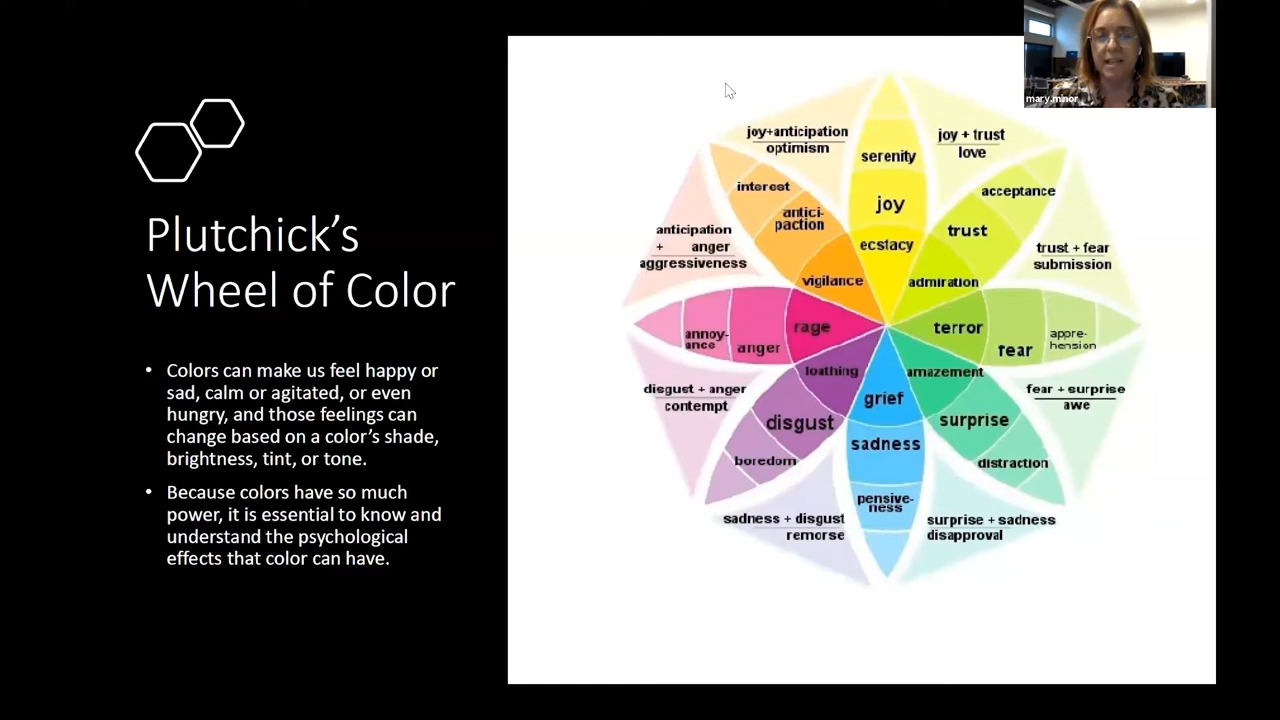 mary.minor
Plutchick's
Wheel of Color
• Colors can make us feel happy or
sad, calm or agitated, or even
hungry, and those feelings can
change based on a color's shade,
brightness, tint, or tone.
• Because colors have so much
power, it is essential to know and
understand the psychological
effects that color can have.
joy+anticipation
optimism
joy + trust
love
serenity
interest
acceptance
joy
antici-
paction
trust
anticipation
+ anger
aggressiveness
ecstacy
trust + fear
submission
vigilance
admiration
annoy-
ance
anger
rage
terror
fear
appre-
hension
loathing
amazement
disgust + anger
contempt
grief
fear + surprise
awe
disgust
surprise
sadness
boredom
distraction
pensive-
ness
sadness + disgust
remorse
surprise + sadness
disapproval